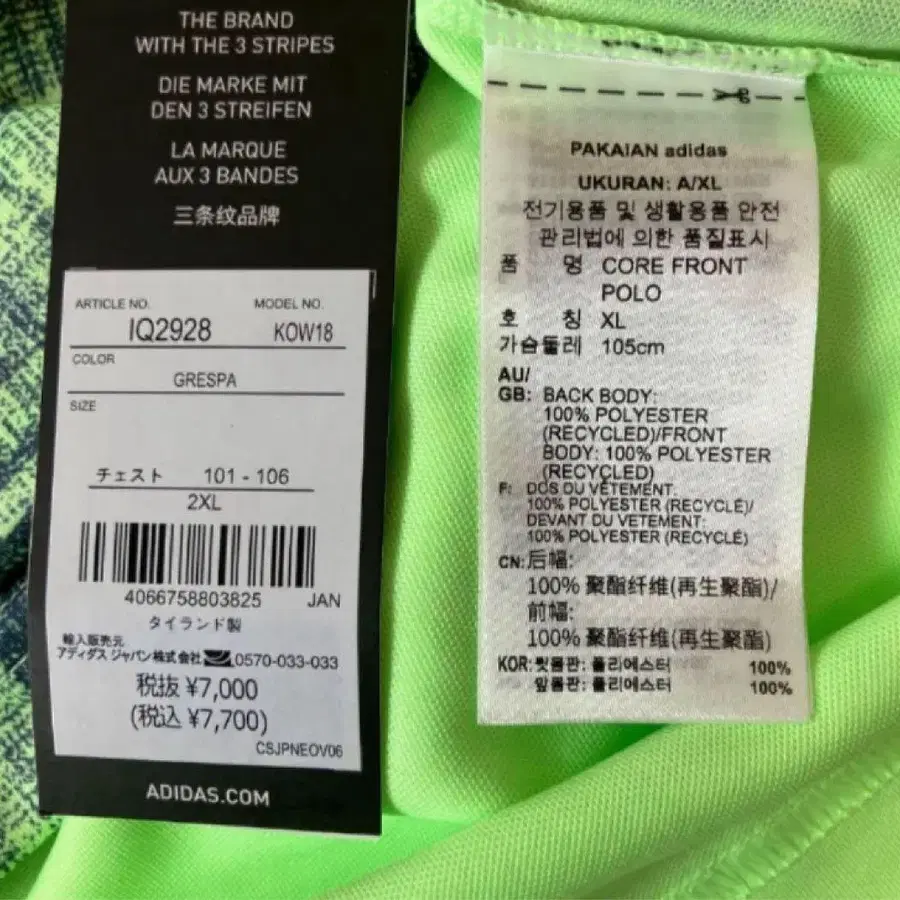 THE BRAND
WITH THE 3 STRIPES
DIE MARKE MIT
DEN 3 STREIFEN
LA MARQUE
AUX 3 BANDES
三条纹品牌
ARTICLE NO. MODEL NO.
IQ2928 KOW18
COLOR
GRESPA
SIZE
チェスト 101 - 106
2XL
4066758803825 JAN
タイランド製
輸入販売元
アディダス ジャパン株式会社 0570-033-033
税抜 ¥7,000
(税込 ¥7,700)
CSJPNEOV06
ADIDAS.COM
PAKAIAN adidas
UKURAN: A/XL
전기용품 및 생활용품 안전
관리법에 의한 품질표시
품 명 CORE FRONT
POLO
호 칭 XL
가슴둘레 105cm
AU/
GB: BACK BODY:
100% POLYESTER
(RECYCLED)/FRONT
BODY: 100% POLYESTER
(RECYCLED)
F: DOS DU VÊTEMENT:
100% POLYESTER (RECYCLÉ)/
DEVANT DU VETEMENT:
100% POLYESTER (RECYCLÉ)
CN: 后幅:
100% 聚酯纤维(再生聚酯)/
前幅:
100% 聚酯纤维(再生聚酯)
KOR: 뒷몸판: 폴리에스터 100%
앞몸판: 폴리에스터 100%